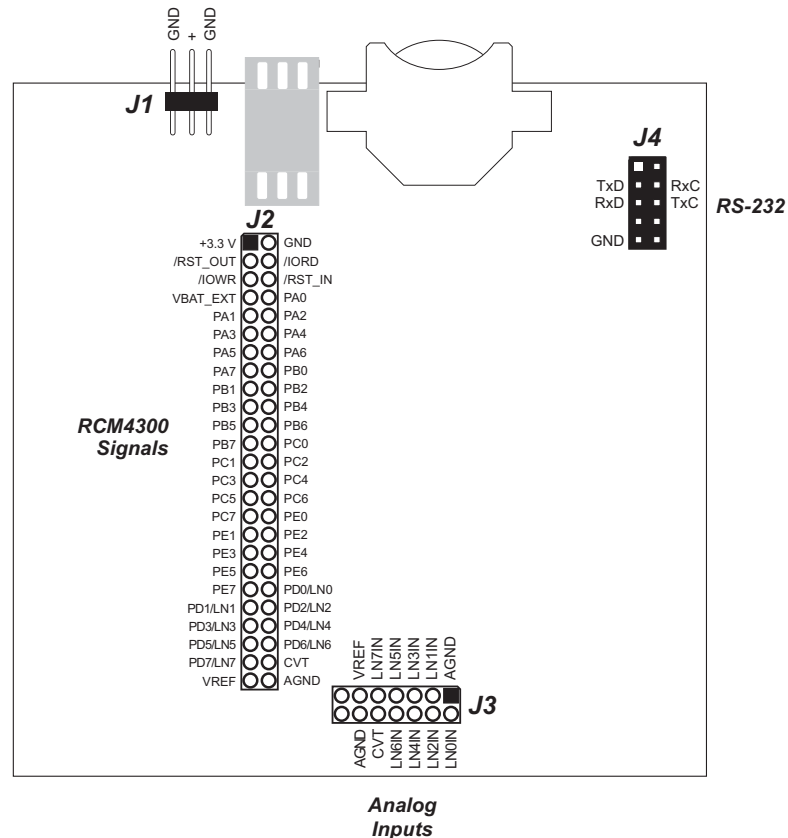 GND
+
GND
J1
J4
TxD RxC
RxD TxC
GND
RS-232
J2
+3.3 V GND
/RST_OUT /IORD
/IOWR /RST_IN
VBAT_EXT PA0
PA1 PA2
PA3 PA4
PA5 PA6
PA7 PB0
PB1 PB2
PB3 PB4
PB5 PB6
PB7 PC0
PC1 PC2
PC3 PC4
PC5 PC6
PC7 PE0
PE1 PE2
PE3 PE4
PE5 PE6
PE7 PD0/LN0
PD1/LN1 PD2/LN2
PD3/LN3 PD4/LN4
PD5/LN5 PD6/LN6
PD7/LN7 CVT
VREF AGND
RCM4300
Signals
VREF
LN7IN
LN5IN
LN3IN
LN1IN
AGND
J3
AGND
CVT
LN6IN
LN4IN
LN2IN
LN0IN
Analog
Inputs